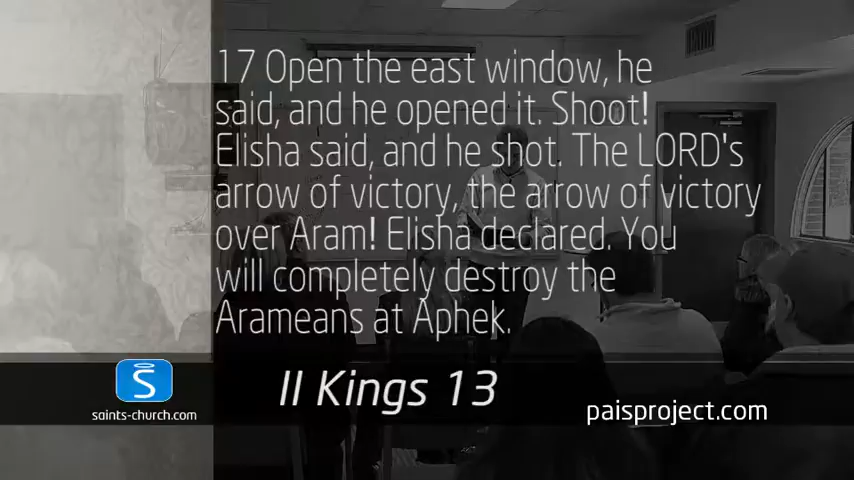 17 Open the east window, he
said, and he opened it. Shoot!
Elisha said, and he shot. The LORD's
arrow of victory, the arrow of victory
over Aram! Elisha declared. You
will completely destroy the
Arameans at Aphek.
II Kings 13
S
saints-church.com
paisproject.com